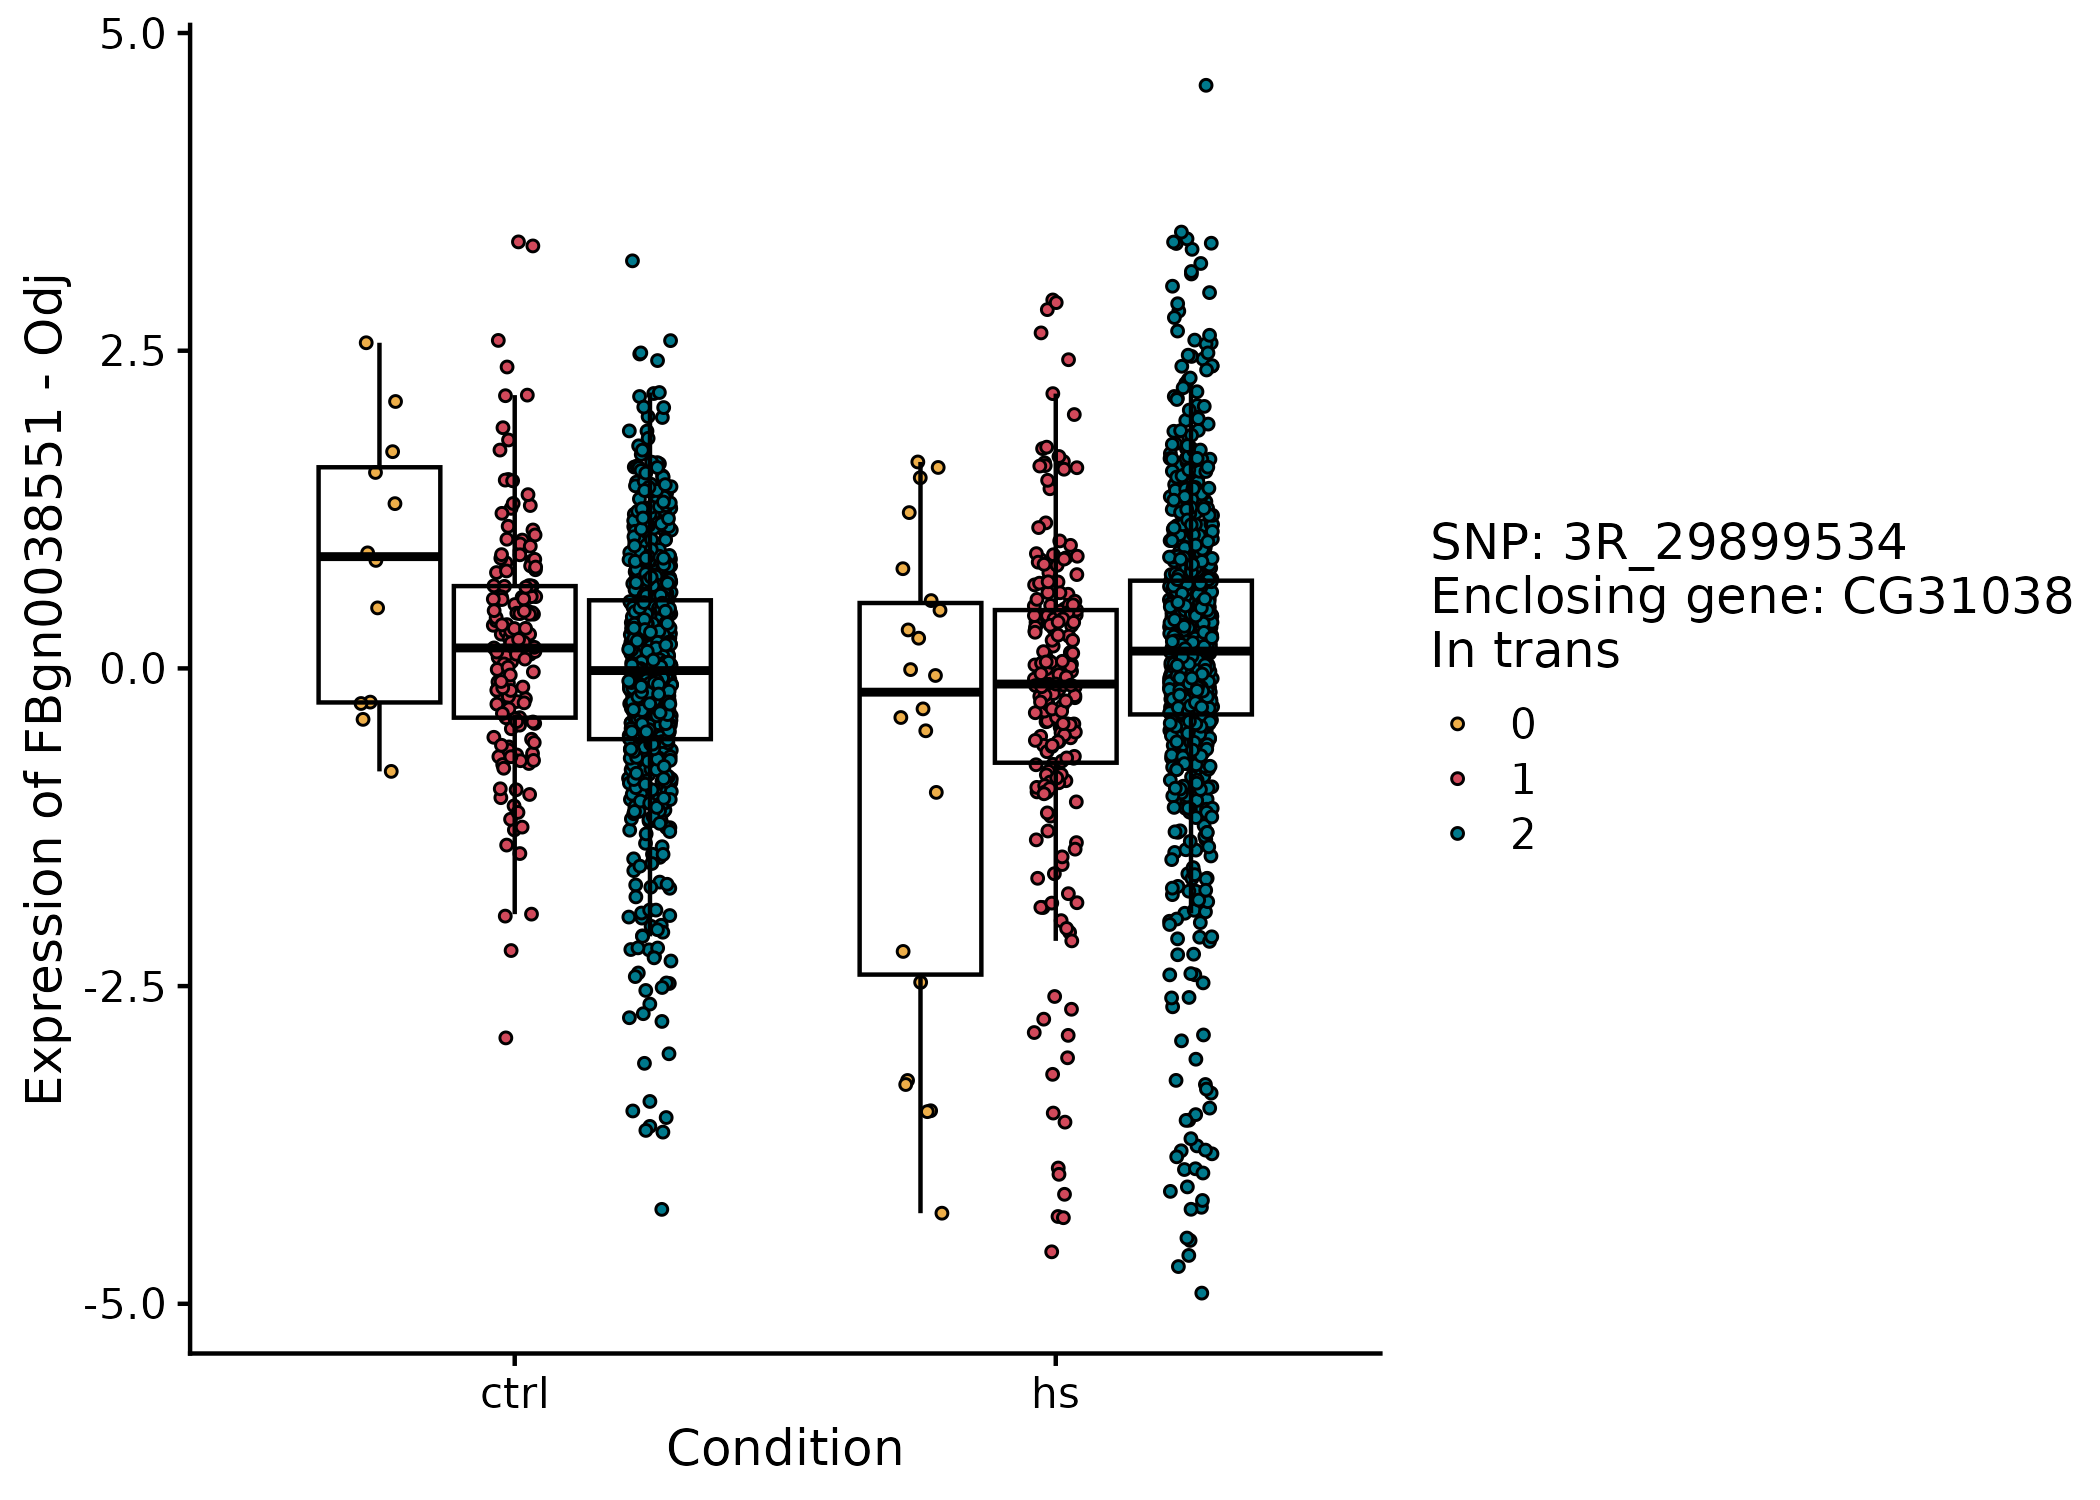 Expression of FBgn0038551 - Odj
5.0
2.5
0.0
-2.5
-5.0
ctrl
hs
Condition
SNP: 3R_29899534
Enclosing gene: CG31038
In trans
0
1
2